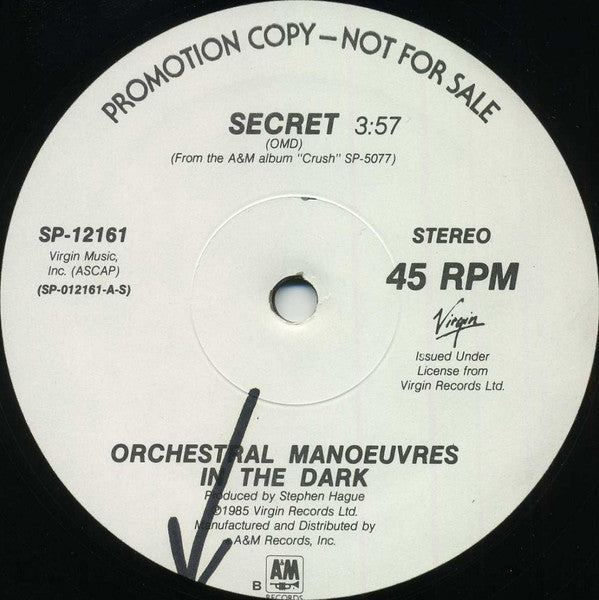 PROMOTION COPY — NOT FOR SALE
SECRET 3:57
(OMD)
(From the A&M album "Crush" SP-5077)
SP-12161
Virgin Music,
Inc. (ASCAP)
(SP-012161-A-S)
STEREO
45 RPM
Virgin
Issued Under
License from
Virgin Records Ltd.
ORCHESTRAL MANOEUVRES
IN THE DARK
Produced by Stephen Hague
℗1985 Virgin Records Ltd.
Manufactured and Distributed by
A&M Records, Inc.
B
A&M
RECORDS